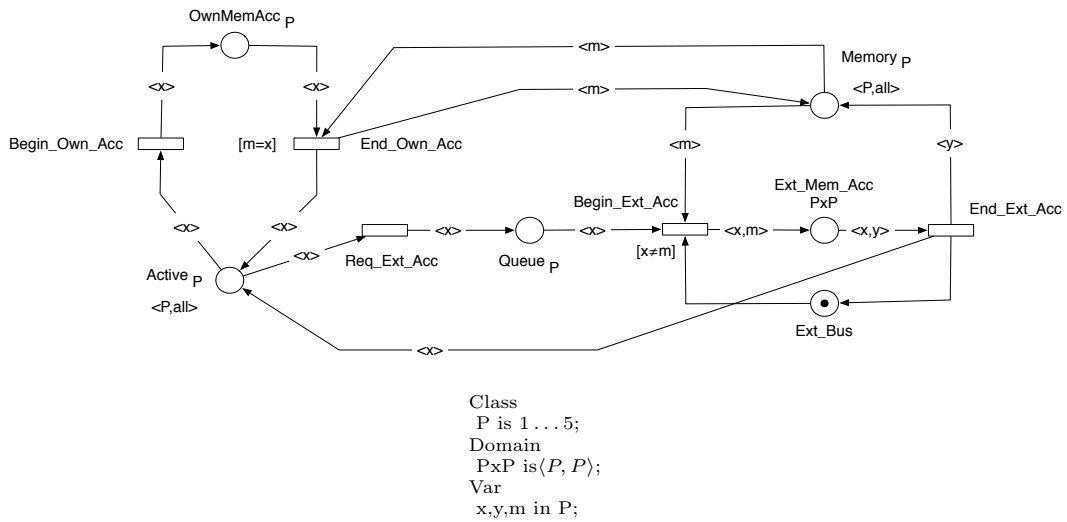 OwnMemAcc P
<m>
Memory P
<P,all>
<x>
<x>
<m>
Begin_Own_Acc
[m=x]
End_Own_Acc
<m>
<y>
Ext_Mem_Acc
PxP
Begin_Ext_Acc
End_Ext_Acc
<x>
<x>
<x>
<x>
<x>
<x,m>
<x,y>
Req_Ext_Acc
Queue P
[x≠m]
Active P
<P,all>
Ext_Bus
<x>
Class
P is 1 . . . 5;
Domain
PxP is⟨P, P⟩;
Var
x,y,m in P;